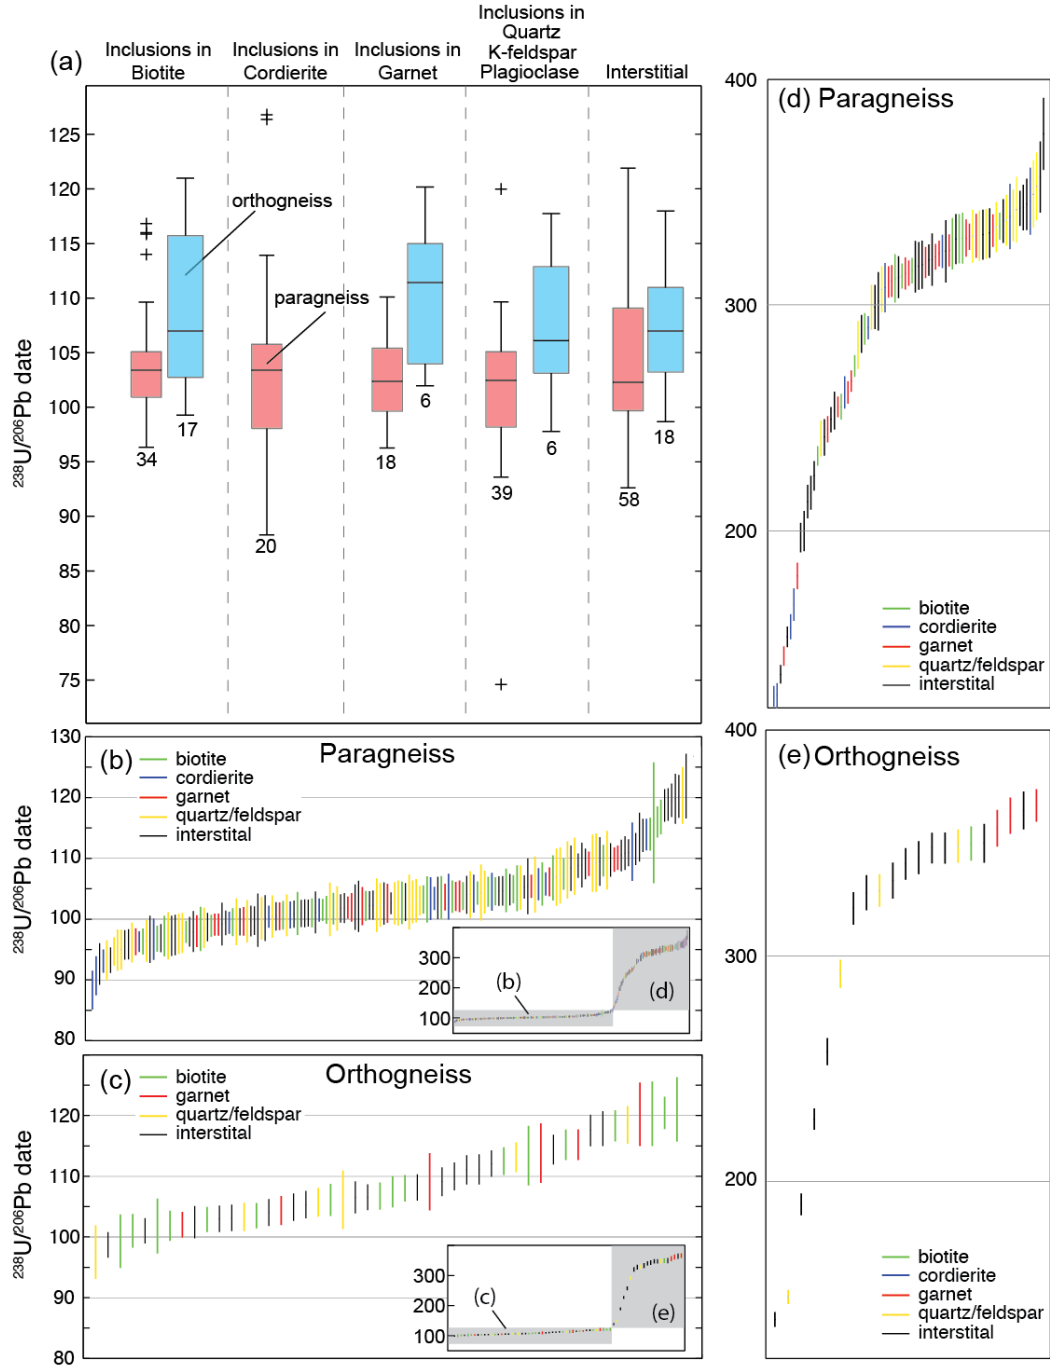 (a)
Inclusions in
Biotite
Inclusions in
Cordierite
Inclusions in
Garnet
Inclusions in
Quartz
K-feldspar
Plagioclase
Interstitial
238U/206Pb date
125
120
115
110
105
100
95
90
85
80
75
orthogneiss
paragneiss
34
17
20
18
6
39
6
58
18
(d) Paragneiss
400
300
200
biotite
cordierite
garnet
quartz/feldspar
interstital
(b)
Paragneiss
238U/206Pb date
130
120
110
100
90
80
biotite
cordierite
garnet
quartz/feldspar
interstital
300
200
100
(b)
(d)
(c)
Orthogneiss
238U/206Pb date
120
110
100
90
80
biotite
garnet
quartz/feldspar
interstital
300
200
100
(c)
(e)
(e) Orthogneiss
400
300
200
biotite
cordierite
garnet
quartz/feldspar
interstital